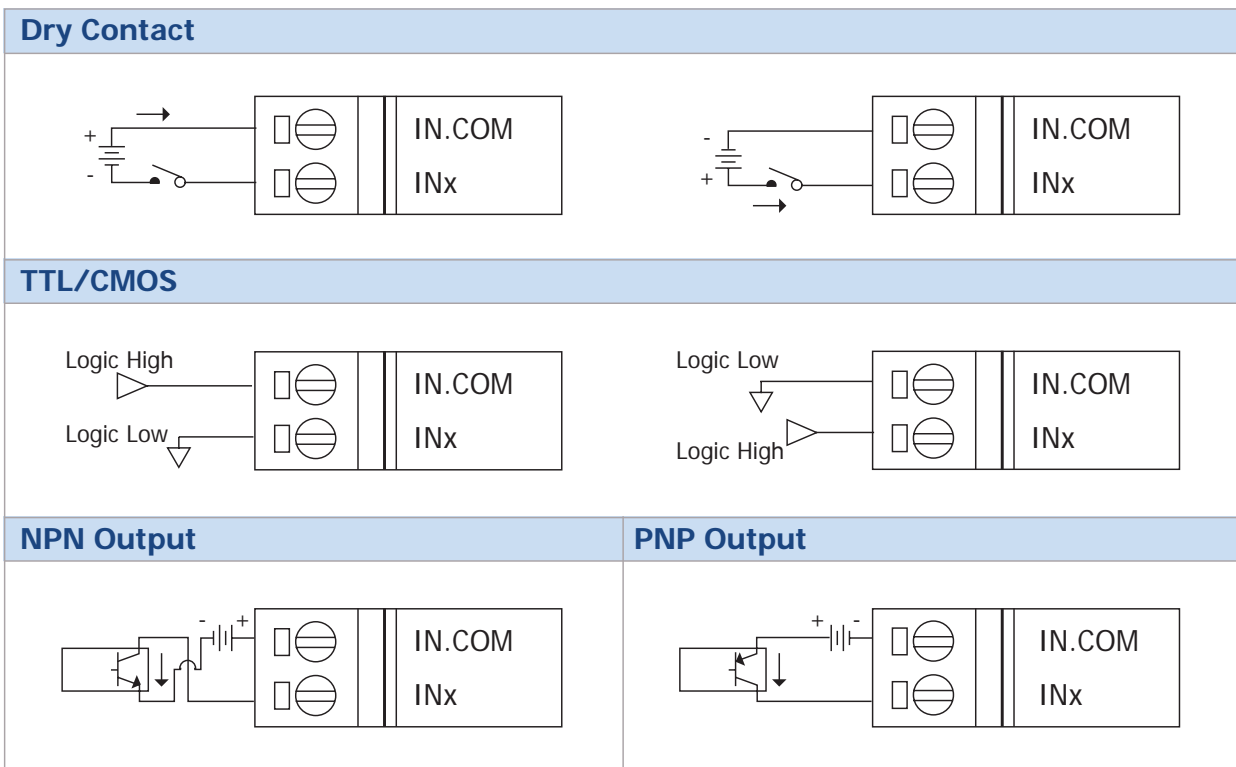 Dry Contact
+
-
IN.COM
INx
-
+
IN.COM
INx
TTL/CMOS
Logic High
Logic Low
IN.COM
INx
Logic Low
Logic High
IN.COM
INx
NPN Output
PNP Output
- +
IN.COM
INx
+ -
IN.COM
INx